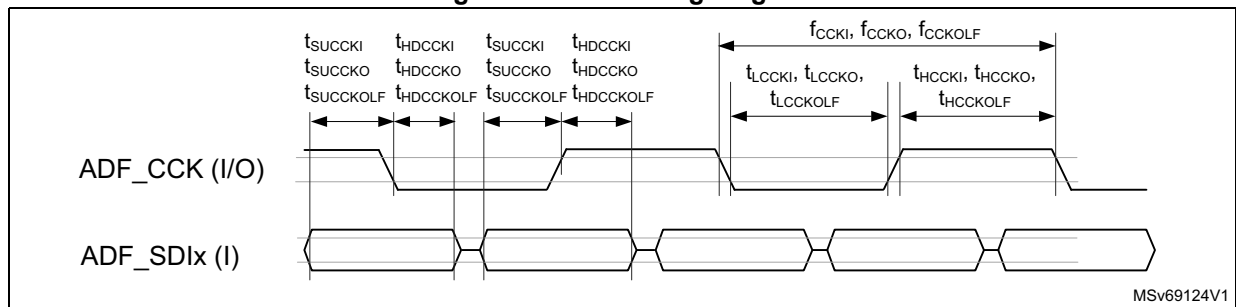 fCCKI, fCCKO, fCCKOLF
tSUCCKI tHDCCKI tSUCCKI tHDCCKI
tSUCCKO tHDCCKO tSUCCKO tHDCCKO
tSUCCKOLF tHDCCKOLF tSUCCKOLF tHDCCKOLF
tLCCKI, tLCCKO,
tLCCKOLF
tHCCKI, tHCCKO,
tHCCKOLF
ADF_CCK (I/O)
ADF_SDIx (I)
MSv69124V1